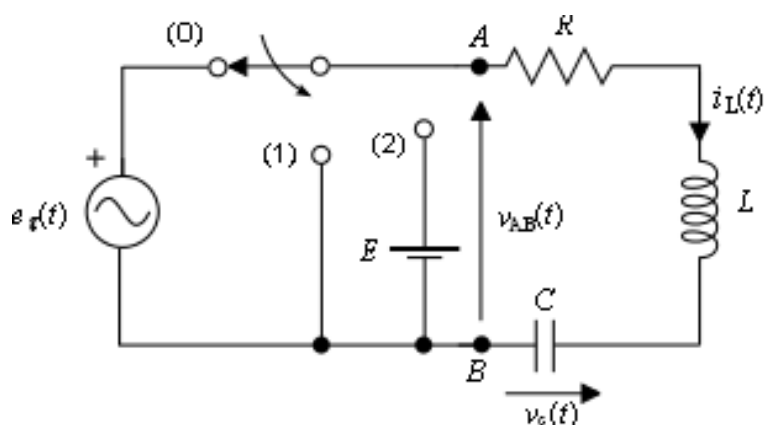 (0)
A
R
i_L(t)
+
(1)
(2)
e_g(t)
v_AB(t)
L
E
C
B
v_c(t)